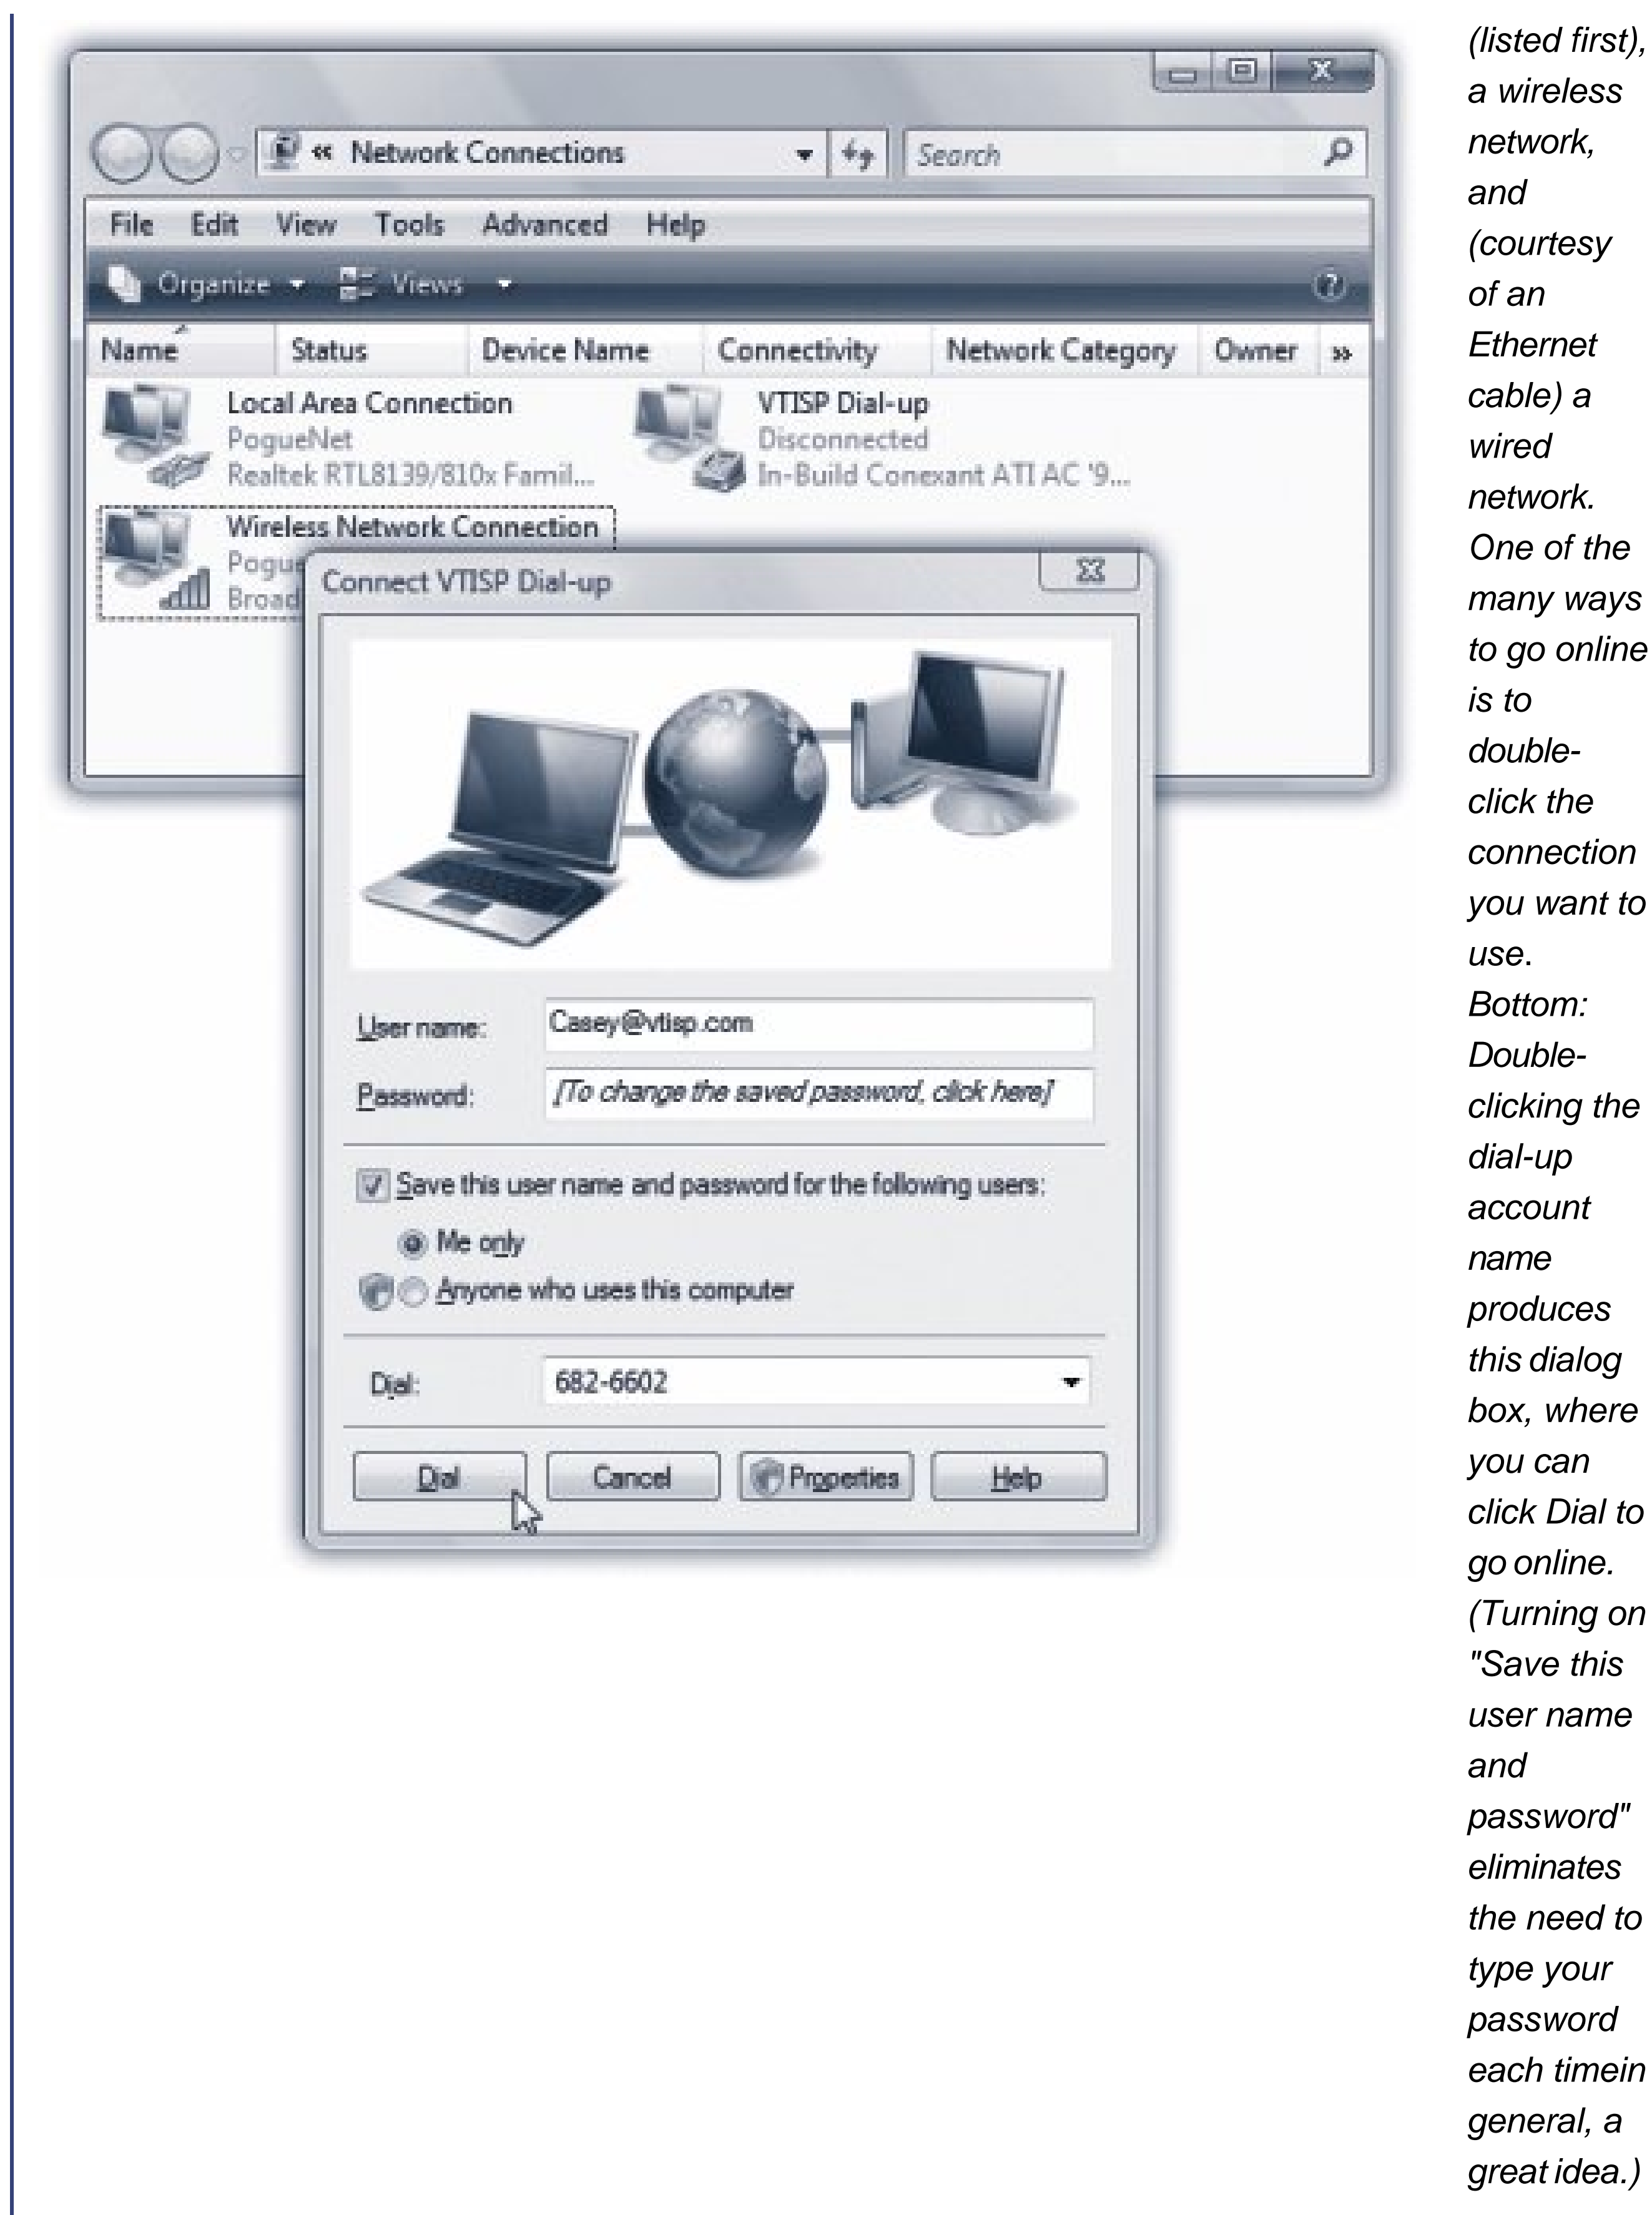 Network Connections
Search
File Edit View Tools Advanced Help
Organize Views
Name Status Device Name Connectivity Network Category Owner »
Local Area Connection
PogueNet
Realtek RTL8139/810x Famil...
VTISP Dial-up
Disconnected
In-Build Conexant ATI AC '9...
Wireless Network Connection
Pogue
Broad
Connect VTISP Dial-up
User name: Casey@vtisp.com
Password: [To change the saved password, click here]
Save this user name and password for the following users:
Me only
Anyone who uses this computer
Dial: 682-6602
Dial Cancel Properties Help
(listed first),
a wireless
network,
and
(courtesy
of an
Ethernet
cable) a
wired
network.
One of the
many ways
to go online
is to
double-
click the
connection
you want to
use.
Bottom:
Double-
clicking the
dial-up
account
name
produces
this dialog
box, where
you can
click Dial to
go online.
(Turning on
"Save this
user name
and
password"
eliminates
the need to
type your
password
each timein
general, a
great idea.)